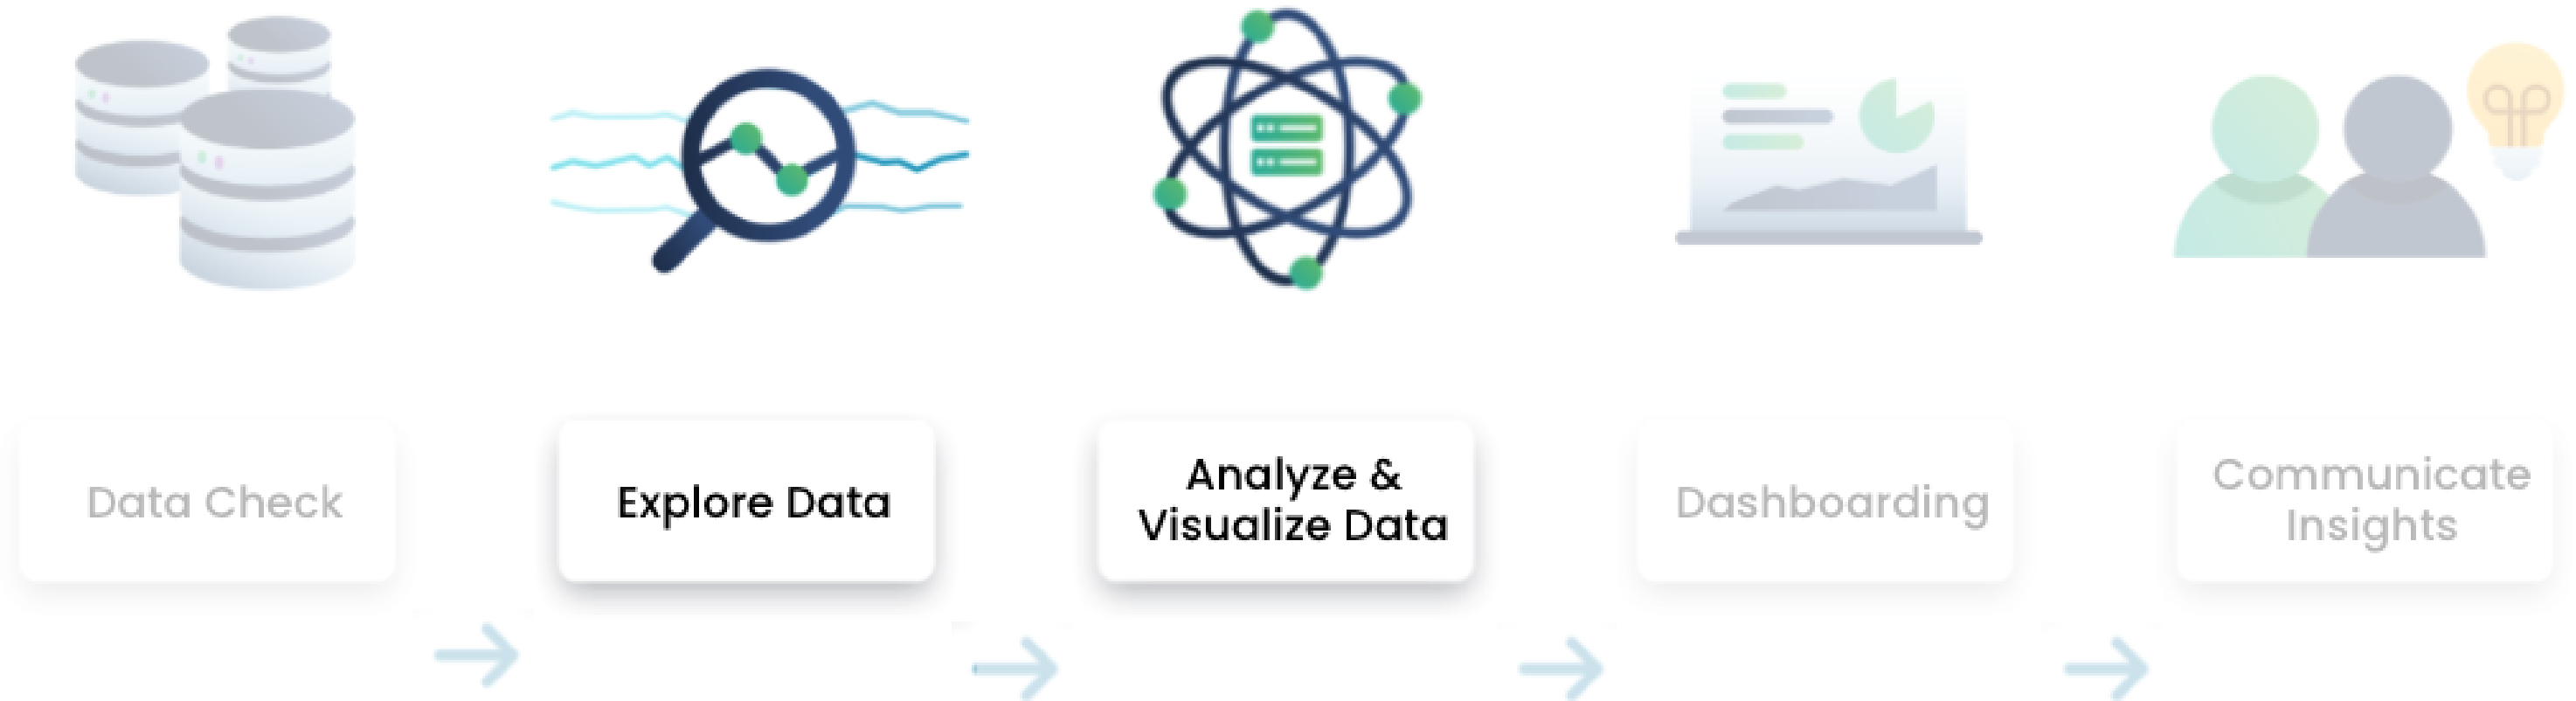 Data Check
Explore Data
Analyze &
Visualize Data
Dashboarding
Communicate
Insights